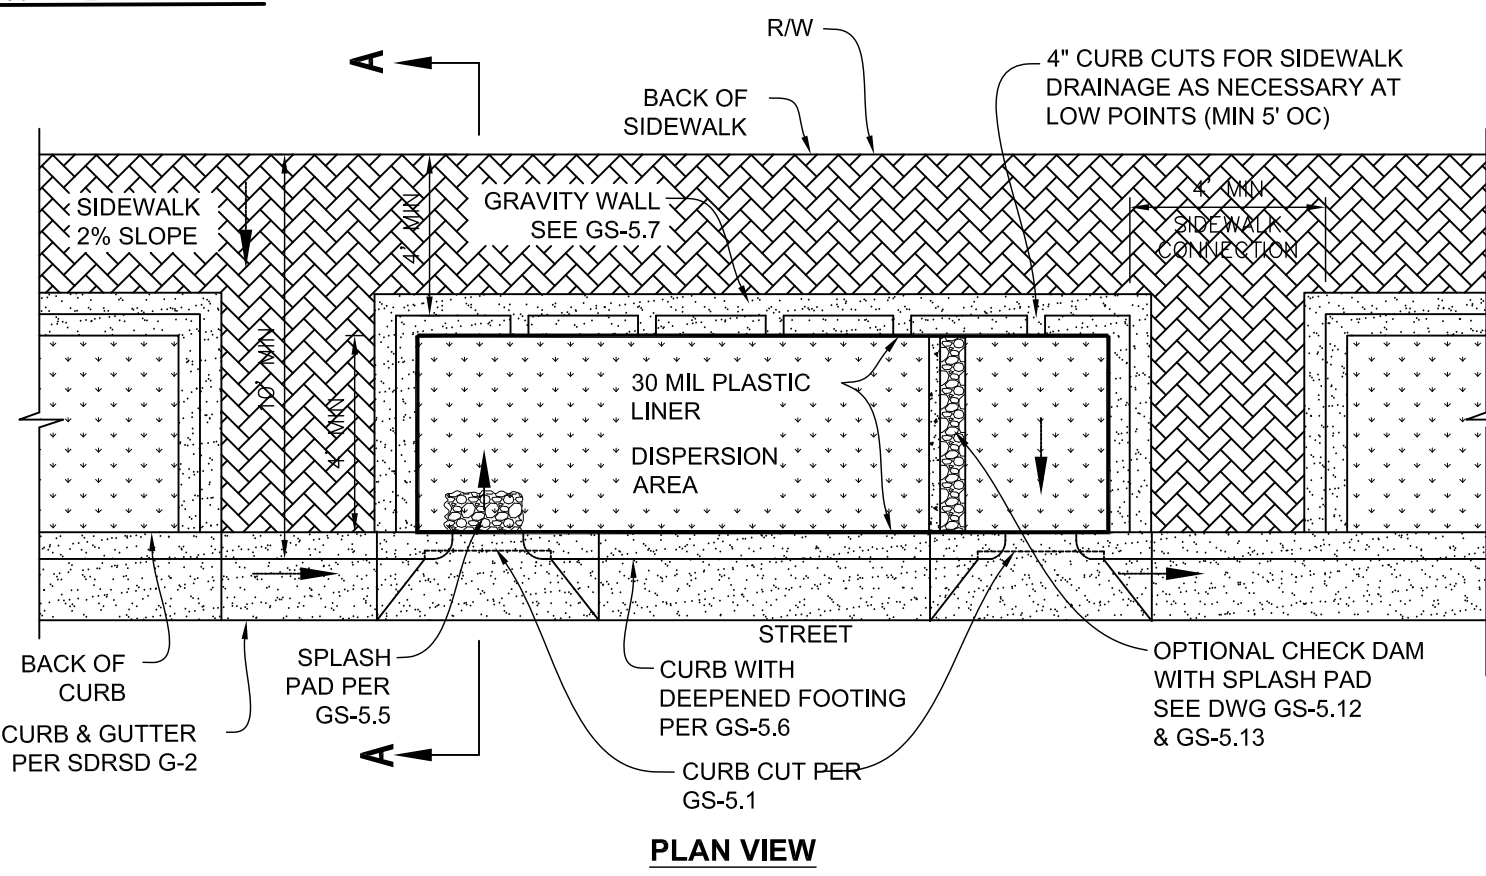 R/W
A
4" CURB CUTS FOR SIDEWALK
DRAINAGE AS NECESSARY AT
LOW POINTS (MIN 5' OC)
BACK OF
SIDEWALK
SIDEWALK
2% SLOPE
4' MIN
GRAVITY WALL
SEE GS-5.7
4' MIN
SIDEWALK
CONNECTION
10' MIN
4' MIN
30 MIL PLASTIC
LINER
DISPERSION
AREA
STREET
BACK OF
CURB
SPLASH
PAD PER
GS-5.5
CURB WITH
DEEPENED FOOTING
PER GS-5.6
OPTIONAL CHECK DAM
WITH SPLASH PAD
SEE DWG GS-5.12
& GS-5.13
CURB & GUTTER
PER SDRSD G-2
A
CURB CUT PER
GS-5.1
PLAN VIEW